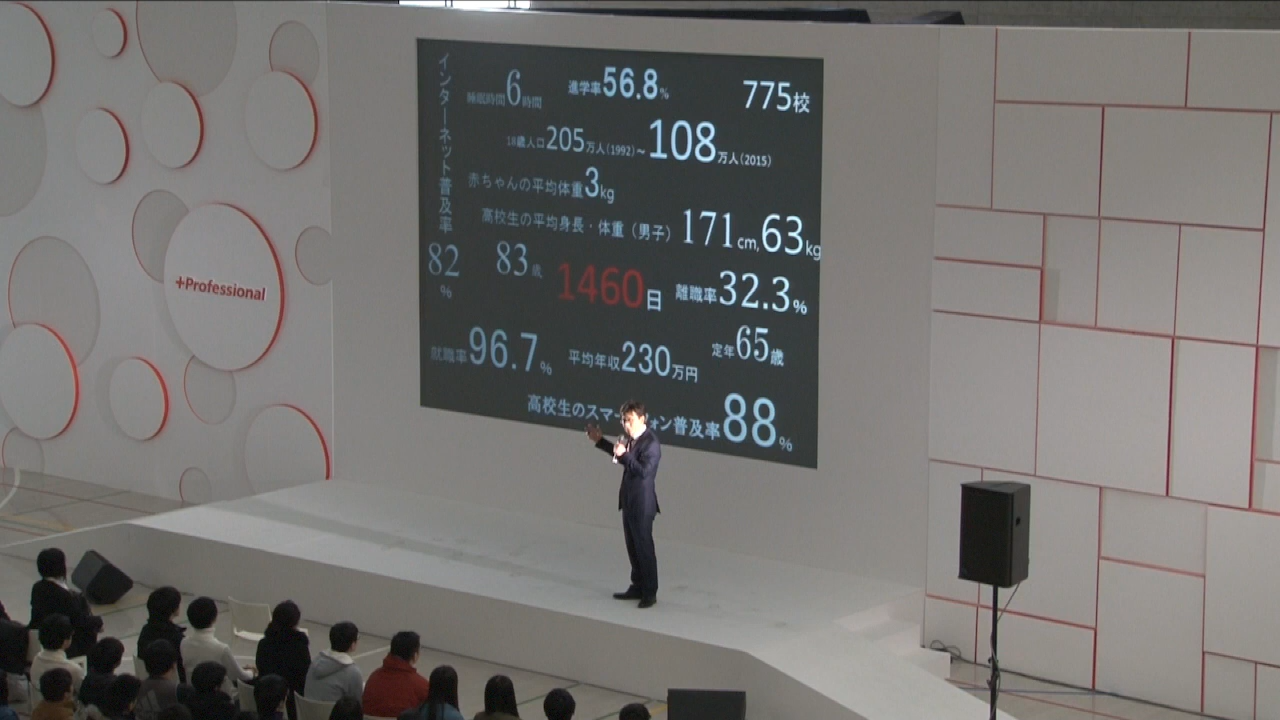 インターネット普及率
82
%
睡眠時間6時間
進学率56.8%
775校
18歳人口205万人(1992)~108万人(2015)
赤ちゃんの平均体重3kg
高校生の平均身長・体重（男子）171cm,63kg
83歳
1460日
離職率32.3%
就職率96.7%
平均年収230万円
定年65歳
高校生のスマ ォン普及率88%
+Professional